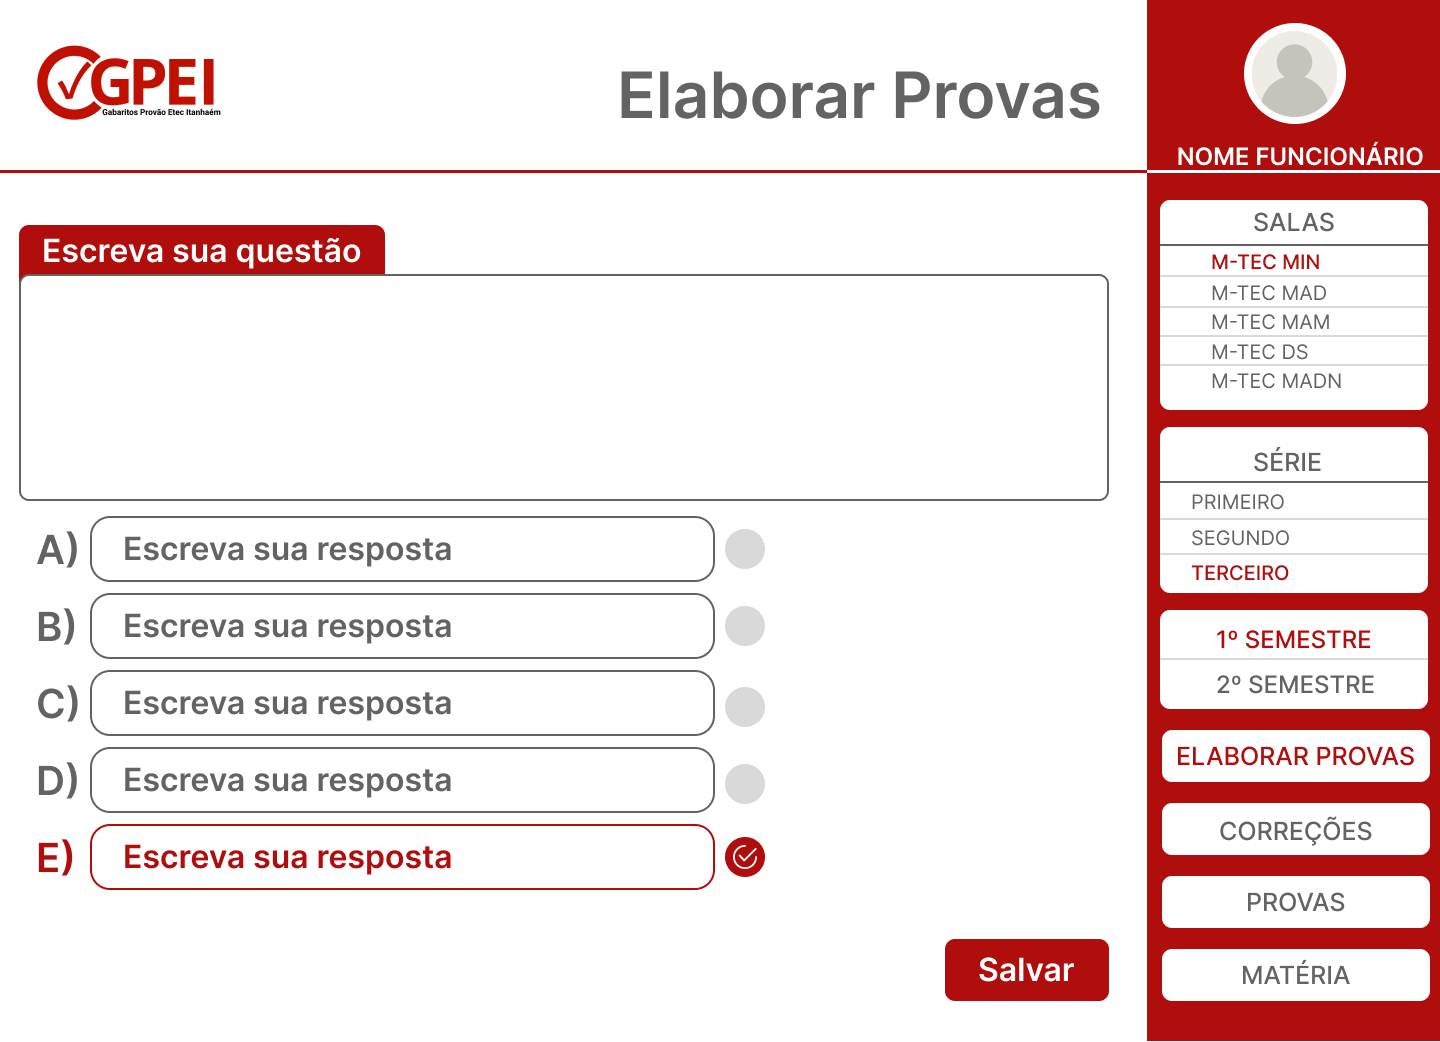 GPEI
Gabaritos Provão Etec Itanhaém
Elaborar Provas
NOME FUNCIONÁRIO
Escreva sua questão
A) Escreva sua resposta
B) Escreva sua resposta
C) Escreva sua resposta
D) Escreva sua resposta
E) Escreva sua resposta
Salvar
SALAS
M-TEC MIN
M-TEC MAD
M-TEC MAM
M-TEC DS
M-TEC MADN
SÉRIE
PRIMEIRO
SEGUNDO
TERCEIRO
1º SEMESTRE
2º SEMESTRE
ELABORAR PROVAS
CORREÇÕES
PROVAS
MATÉRIA